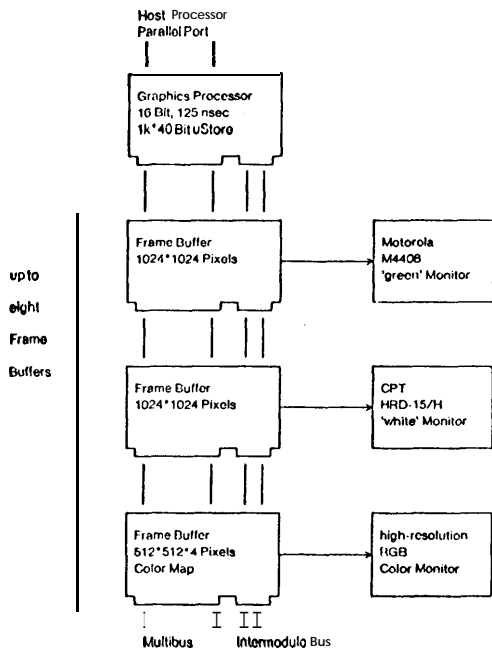 Host Processor
Parallol Port
Graphics Processor
16 Bit, 125 nsec
1k*40 Bit uStore
up to
eight
Frame
Buffers
Frame Buffer
1024*1024 Pixels
Motorola
M4408
'green' Monitor
Frame Buffer
1024*1024 Pixels
CPT
HRD-15/H
'white' Monitor
Frame Buffer
512*512*4 Pixels
Color Map
high-resolution
RGB
Color Monitor
Multibus
Intermodulo Bus